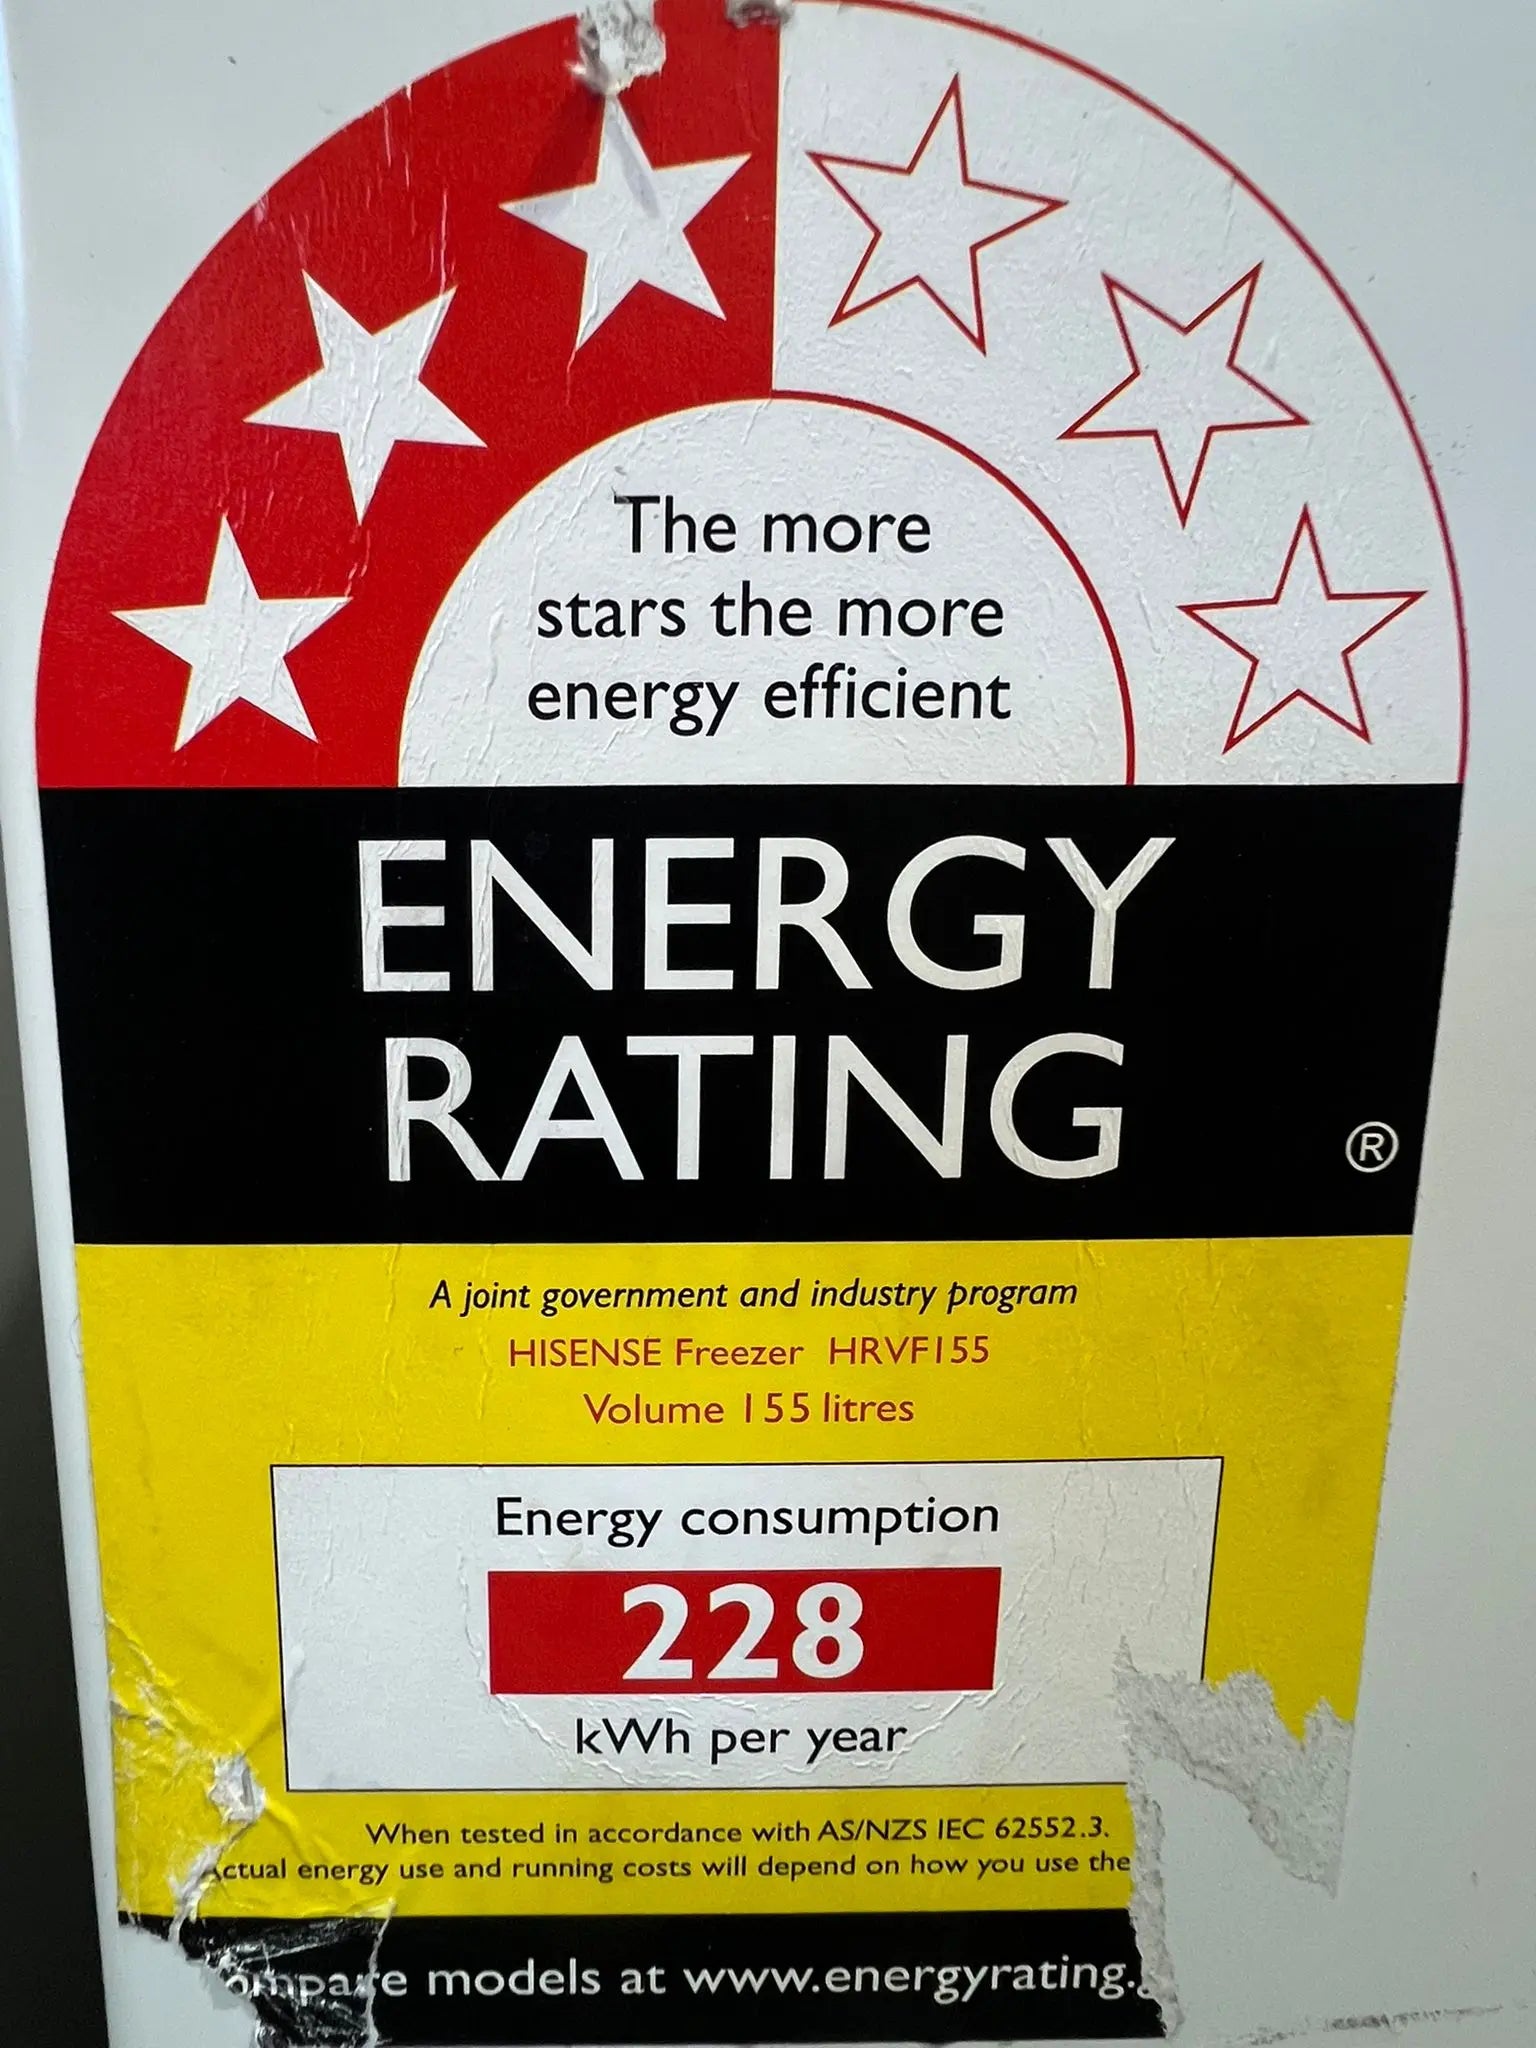 The more
stars the more
energy efficient
ENERGY
RATING
®
A joint government and industry program
HISENSE Freezer HRVF155
Volume 155 litres
Energy consumption
228
kWh per year
When tested in accordance with AS/NZS IEC 62552.3.
Actual energy use and running costs will depend on how you use the
ompare models at www.energyrating.g